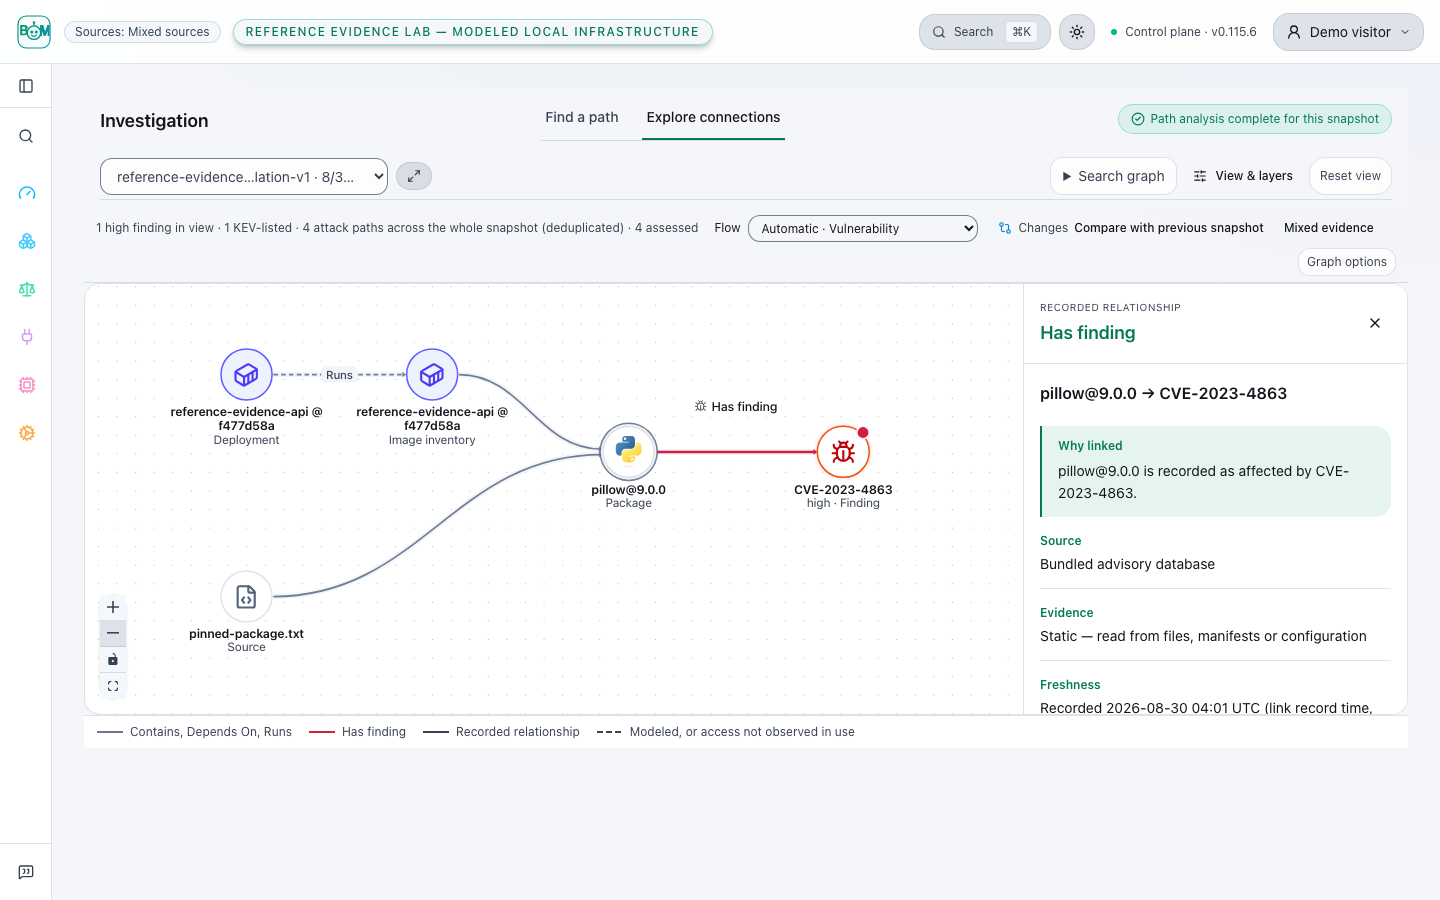 BOM
Sources: Mixed sources
REFERENCE EVIDENCE LAB — MODELED LOCAL INFRASTRUCTURE
Search ⌘K
Control plane · v0.115.6
Demo visitor
Investigation
Find a path
Explore connections
Path analysis complete for this snapshot
reference-evidence...lation-v1 · 8/3...
Search graph
View & layers
Reset view
1 high finding in view · 1 KEV-listed · 4 attack paths across the whole snapshot (deduplicated) · 4 assessed
Flow
Automatic · Vulnerability
Changes Compare with previous snapshot
Mixed evidence
Graph options
Runs
reference-evidence-api @
f477d58a
Deployment
reference-evidence-api @
f477d58a
Image inventory
Has finding
pillow@9.0.0
Package
CVE-2023-4863
high · Finding
pinned-package.txt
Source
RECORDED RELATIONSHIP
Has finding
pillow@9.0.0 → CVE-2023-4863
Why linked
pillow@9.0.0 is recorded as affected by CVE-
2023-4863.
Source
Bundled advisory database
Evidence
Static — read from files, manifests or configuration
Freshness
Recorded 2026-08-30 04:01 UTC (link record time,
Contains, Depends On, Runs
Has finding
Recorded relationship
Modeled, or access not observed in use